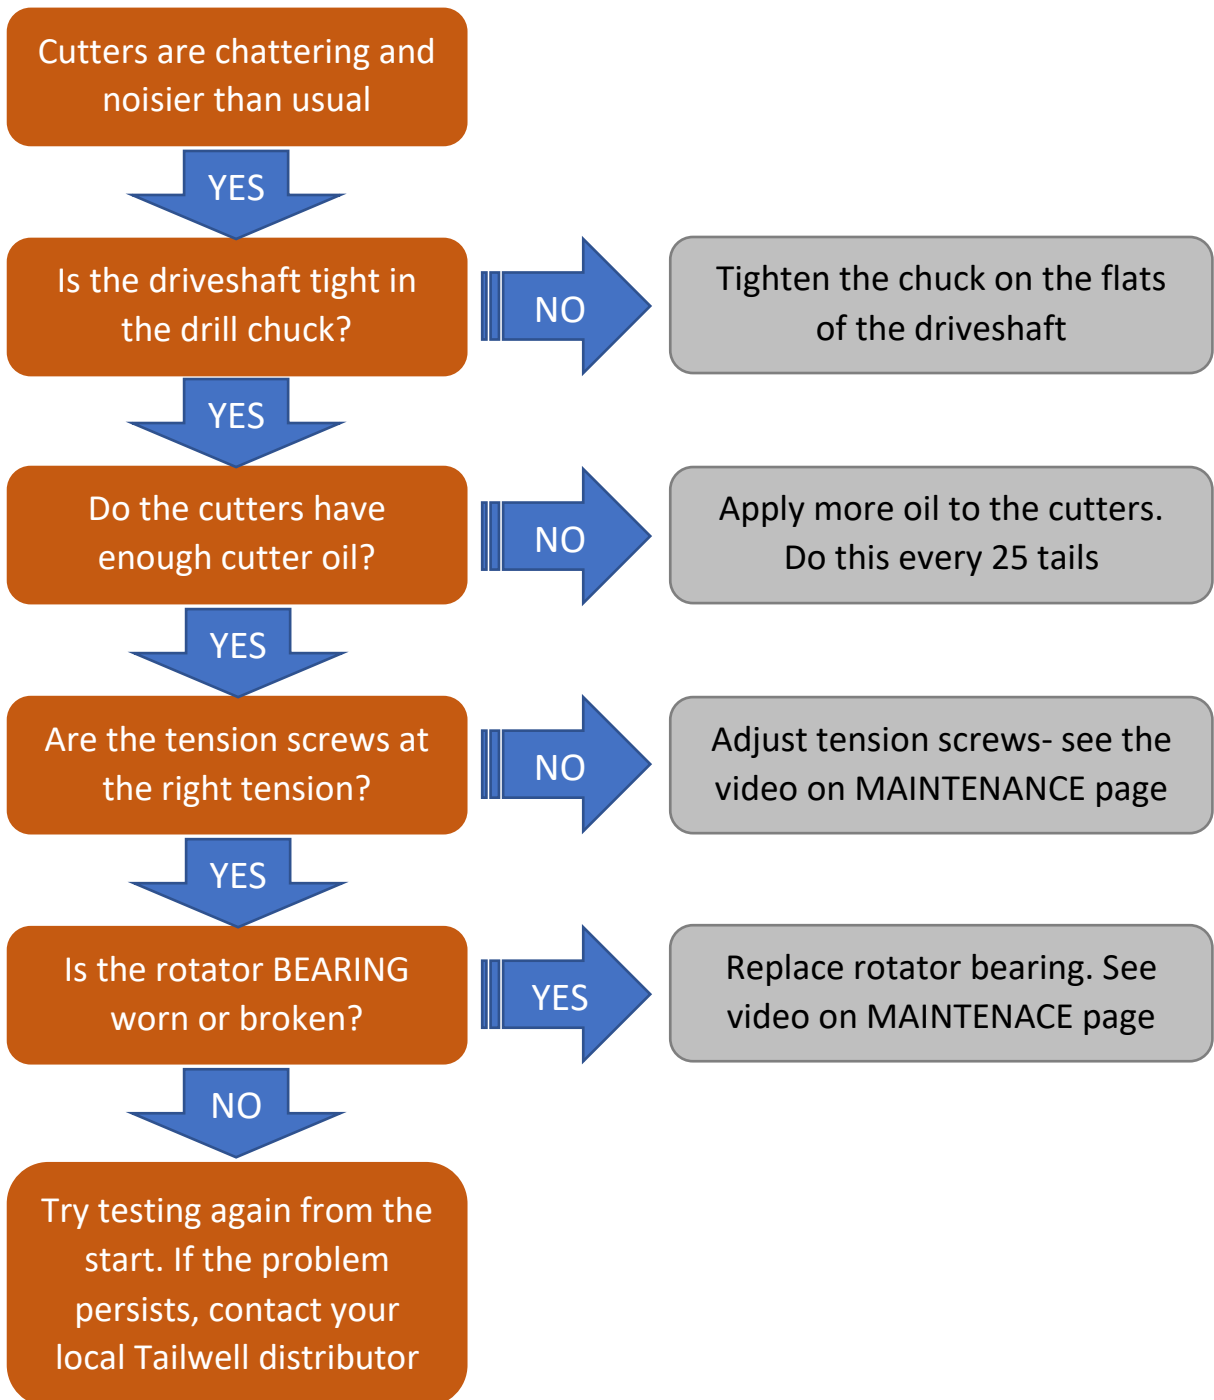 Cutters are chattering and
noisier than usual
YES
Is the driveshaft tight in
the drill chuck?
NO
Tighten the chuck on the flats
of the driveshaft
YES
Do the cutters have
enough cutter oil?
NO
Apply more oil to the cutters.
Do this every 25 tails
YES
Are the tension screws at
the right tension?
NO
Adjust tension screws- see the
video on MAINTENANCE page
YES
Is the rotator BEARING
worn or broken?
YES
Replace rotator bearing. See
video on MAINTENACE page
NO
Try testing again from the
start. If the problem
persists, contact your
local Tailwell distributor